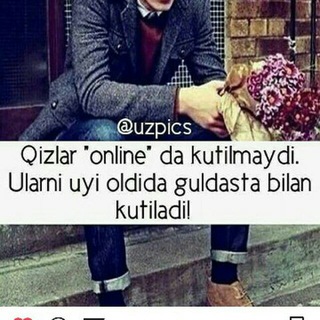 @uzpics
Qizlar "online" da kutilmaydi.
Ularni uyi oldida guldasta bilan
kutiladi!